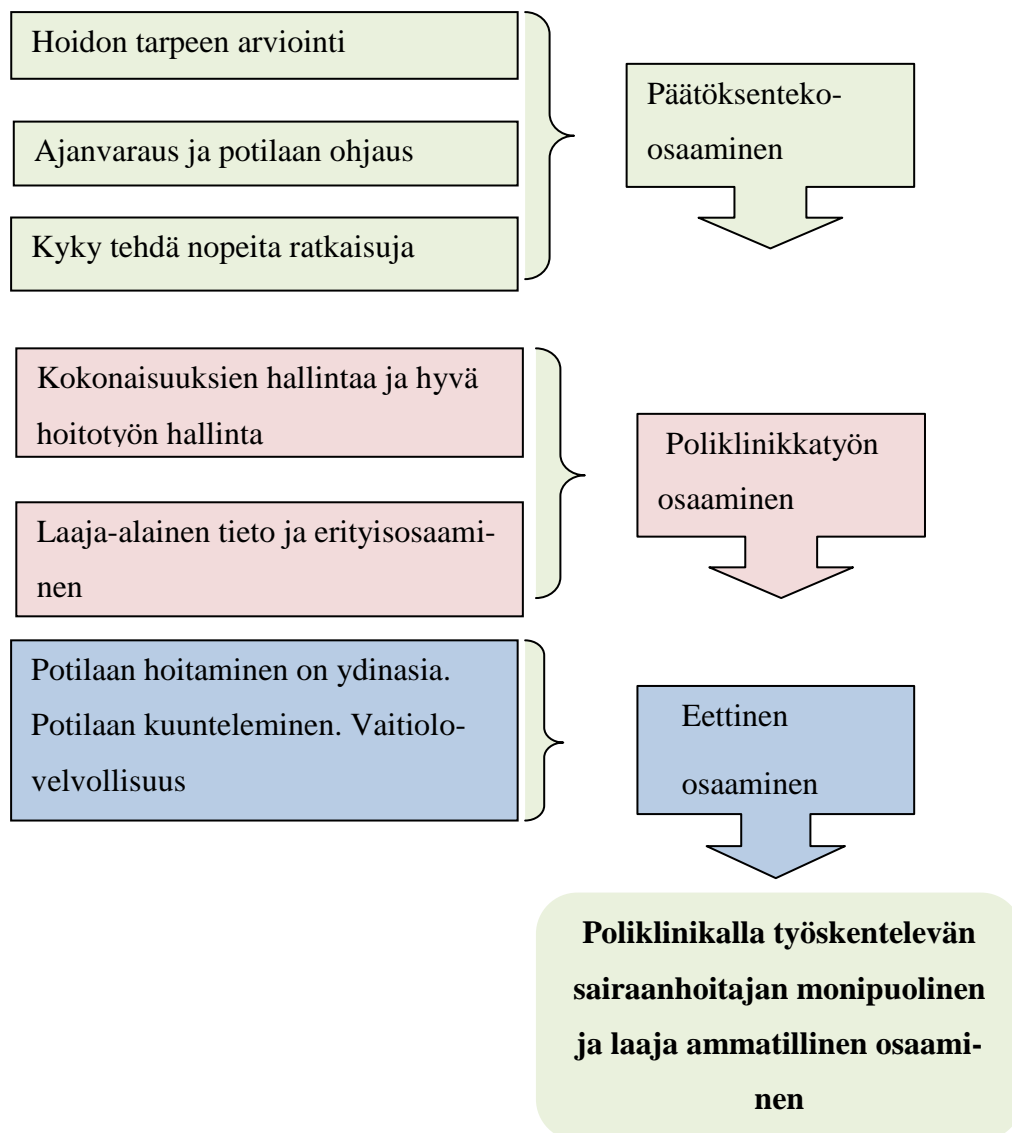 Hoidon tarpeen arviointi
Ajanvaraus ja potilaan ohjaus
Kyky tehdä nopeita ratkaisuja
Päätöksenteko-
osaaminen
Kokonaisuuksien hallintaa ja hyvä
hoitotyön hallinta
Laaja-alainen tieto ja erityisosaami-
nen
Poliklinikkatyön
osaaminen
Potilaan hoitaminen on ydinasia.
Potilaan kuunteleminen. Vaitiolo-
velvollisuus
Eettinen
osaaminen
Poliklinikalla työskentelevän
sairaanhoitajan monipuolinen
ja laaja ammatillinen osaami-
nen